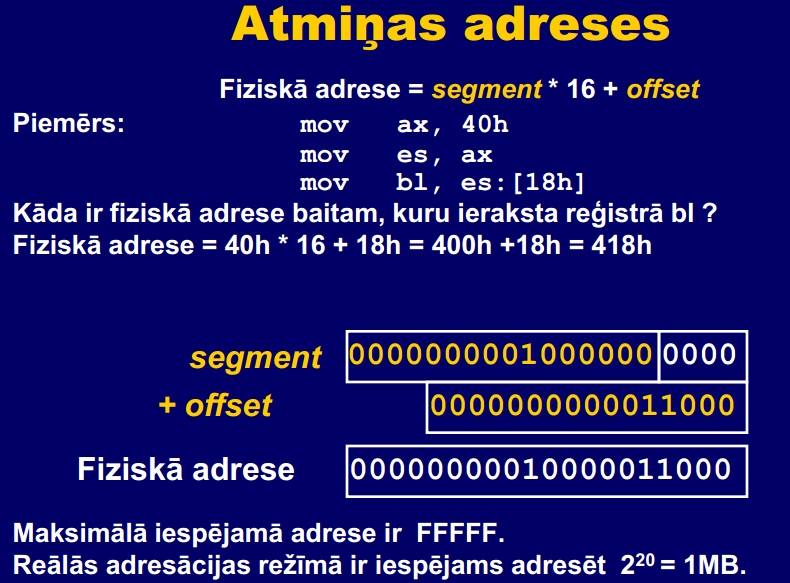 Atmiņas adreses
Fiziskā adrese = segment * 16 + offset
Piemērs: mov ax, 40h
mov es, ax
mov bl, es:[18h]
Kāda ir fiziskā adrese baitam, kuru ieraksta reģistrā bl ?
Fiziskā adrese = 40h * 16 + 18h = 400h +18h = 418h
segment 0000000001000000 0000
+ offset 0000000000011000
Fiziskā adrese 00000000010000011000
Maksimālā iespējamā adrese ir FFFFF.
Reālās adresācijas režīmā ir iespējams adresēt 2²⁰ = 1MB.